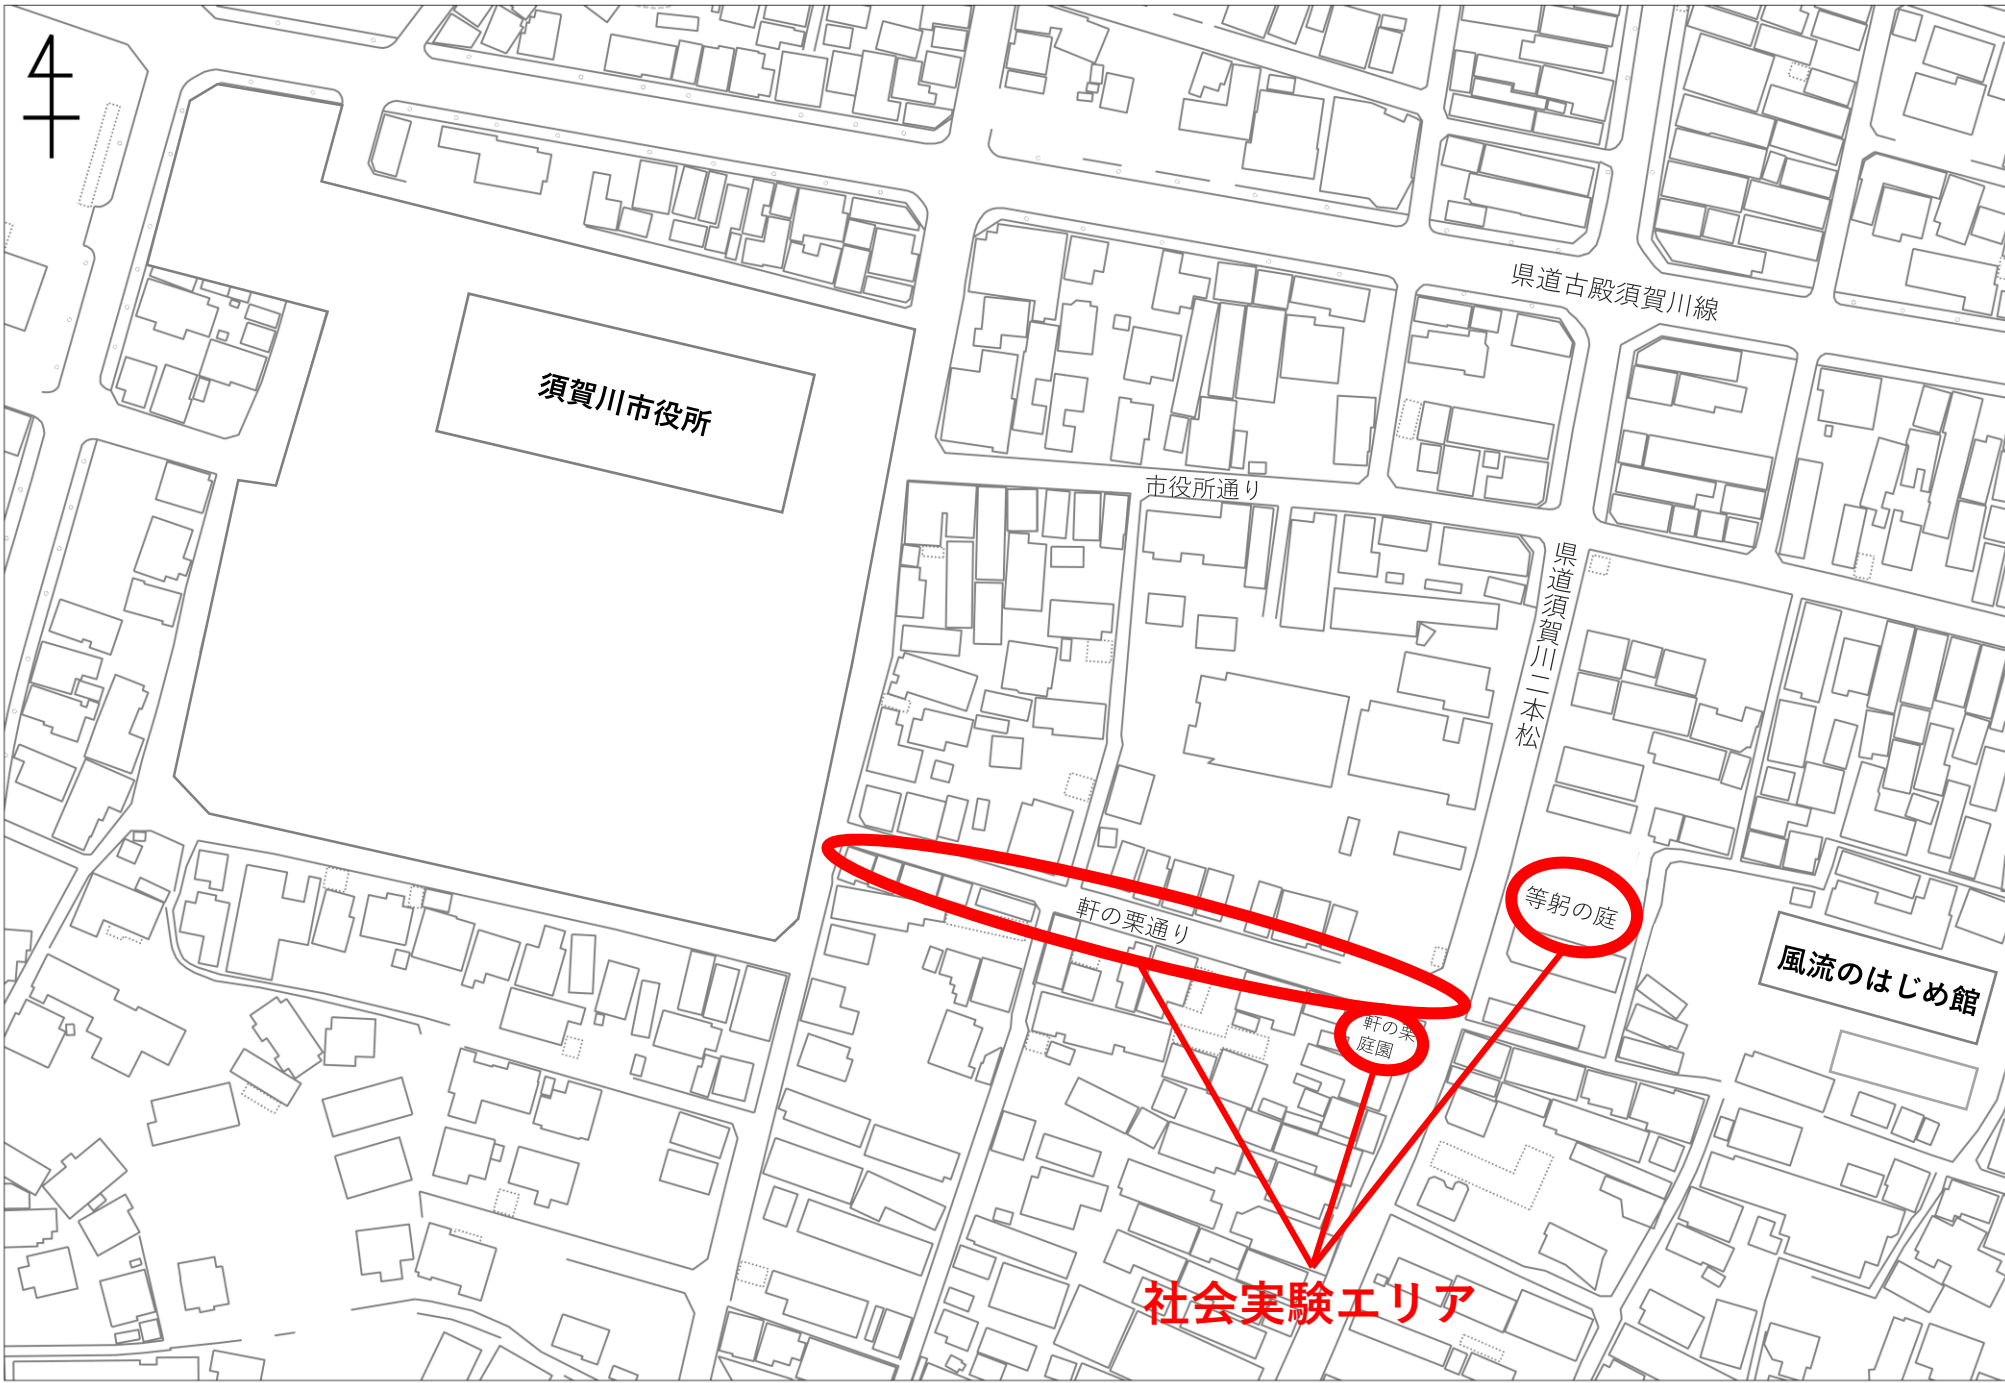 県道古殿須賀川線
須賀川市役所
市役所通り
県道須賀川二本松
等躬の庭
軒の栗通り
風流のはじめ館
軒の栗
庭園
社会実験エリア